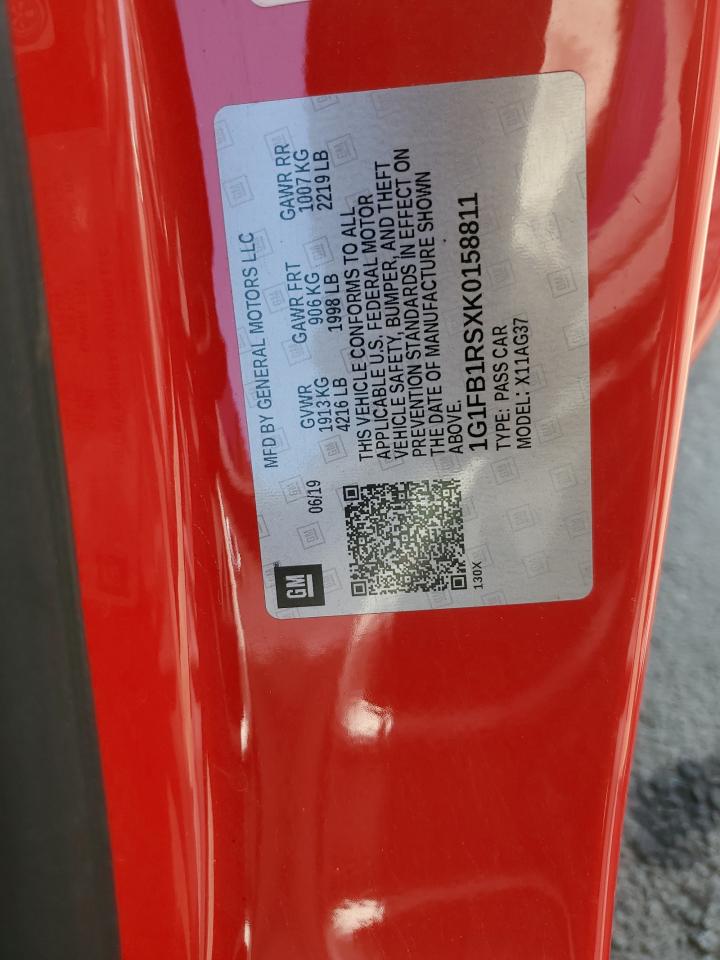 MFD BY GENERAL MOTORS LLC
06/19
GVWR GAWR FRT GAWR RR
1913 KG 906 KG 1007 KG
4216 LB 1998 LB 2219 LB
THIS VEHICLE CONFORMS TO ALL
APPLICABLE U.S. FEDERAL MOTOR
VEHICLE SAFETY, BUMPER, AND THEFT
PREVENTION STANDARDS IN EFFECT ON
THE DATE OF MANUFACTURE SHOWN
ABOVE.
1G1FB1RSXK0158811
TYPE: PASS CAR
MODEL: X11AG37
GM
130X